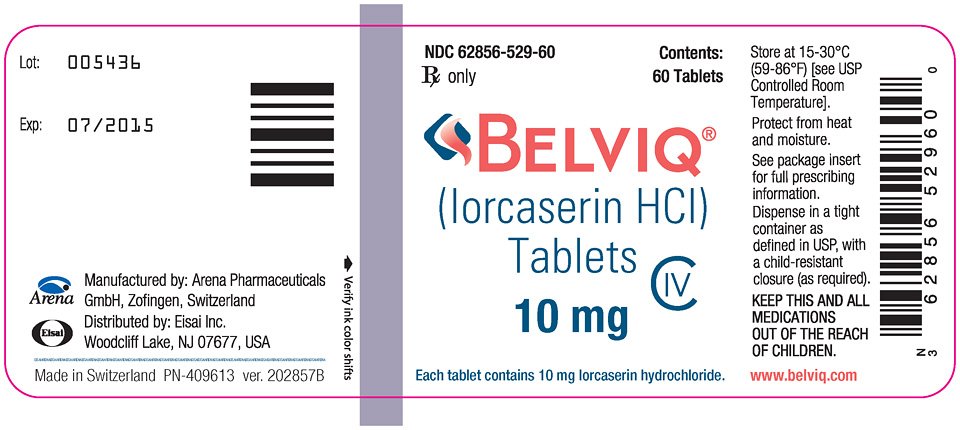 Lot: 005436
Exp: 07/2015
Arena
Manufactured by: Arena Pharmaceuticals
GmbH, Zofingen, Switzerland
Eisai
Distributed by: Eisai Inc.
Woodcliff Lake, NJ 07677, USA
Made in Switzerland PN-409613 ver. 202857B
Verify ink color shifts
NDC 62856-529-60
Rx only
Contents:
60 Tablets
BELVIQ®
(lorcaserin HCl)
Tablets
CIV
10 mg
Each tablet contains 10 mg lorcaserin hydrochloride.
Store at 15-30°C
(59-86°F) [see USP
Controlled Room
Temperature].
Protect from heat
and moisture.
See package insert
for full prescribing
information.
Dispense in a tight
container as
defined in USP, with
a child-resistant
closure (as required).
KEEP THIS AND ALL
MEDICATIONS
OUT OF THE REACH
OF CHILDREN.
www.belviq.com
N3 62856 52960 0